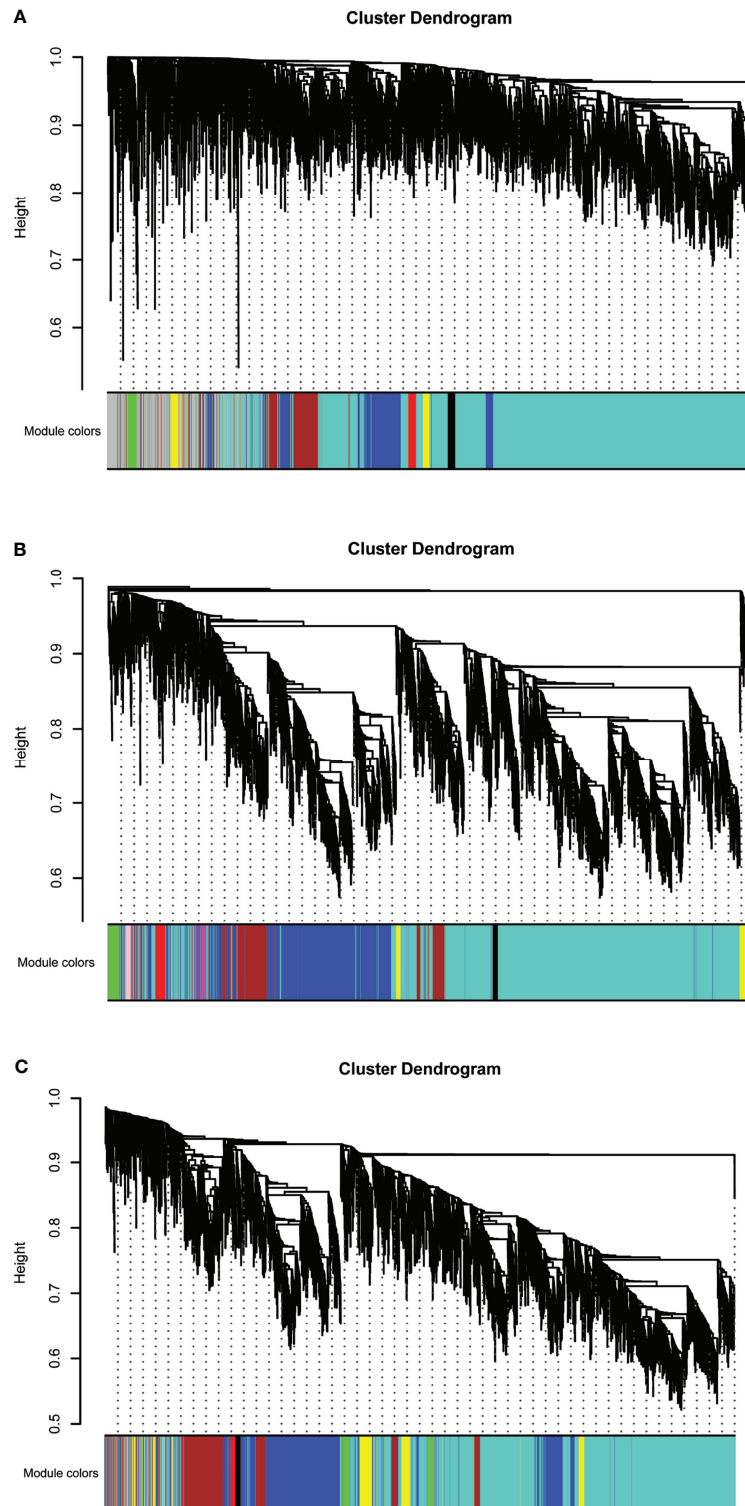 A
Cluster Dendrogram
Height
1.0
0.9
0.8
0.7
0.6
Module colors
B
Cluster Dendrogram
Height
1.0
0.9
0.8
0.7
0.6
Module colors
C
Cluster Dendrogram
Height
1.0
0.9
0.8
0.7
0.6
0.5
Module colors